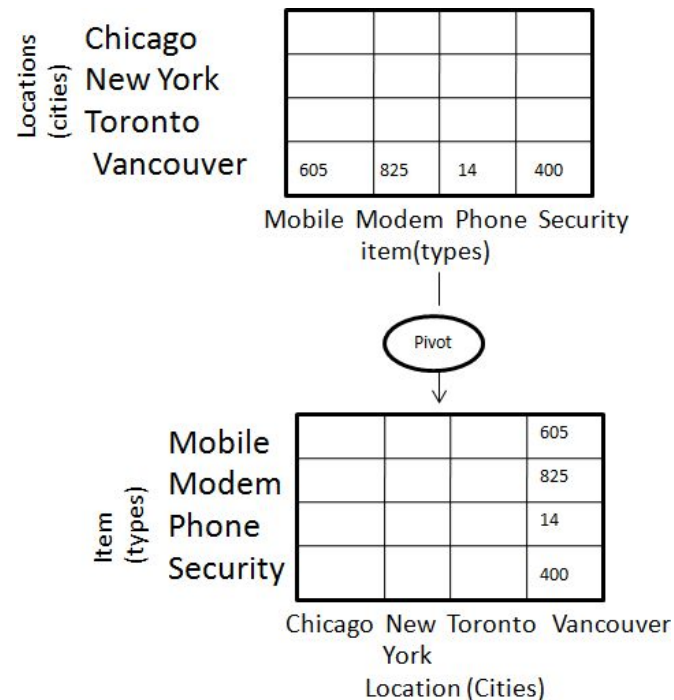 Locations
(cities)
Chicago
New York
Toronto
Vancouver
605 825 14 400
Mobile Modem Phone Security
item(types)
Pivot
Item
(types)
Mobile 605
Modem 825
Phone 14
Security 400
Chicago New Toronto Vancouver
York
Location (Cities)